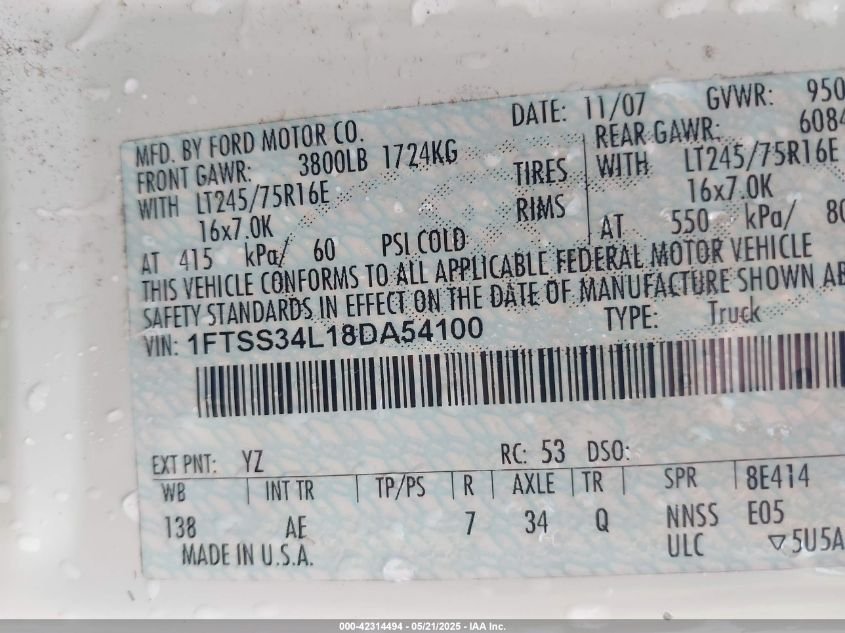 DATE: 11/07 GVWR: 950
MFD. BY FORD MOTOR CO.
FRONT GAWR: 3800LB 1724KG
REAR GAWR: 6084
WITH LT245/75R16E TIRES WITH LT245/75R16E
16x7.0K RIMS 16x7.0K
AT 415 kPa/ 60 PSI COLD AT 550 kPa/ 80
THIS VEHICLE CONFORMS TO ALL APPLICABLE FEDERAL MOTOR VEHICLE
SAFETY STANDARDS IN EFFECT ON THE DATE OF MANUFACTURE SHOWN AB
VIN: 1FTSS34L18DA54100 TYPE: Truck
EXT PNT: YZ RC: 53 DSO:
WB INT TR TP/PS R AXLE TR SPR 8E414
138 AE 7 34 Q NNSS E05
MADE IN U.S.A. ULC ▽5U5A
000-42314494 - 05/21/2025 - IAA Inc.